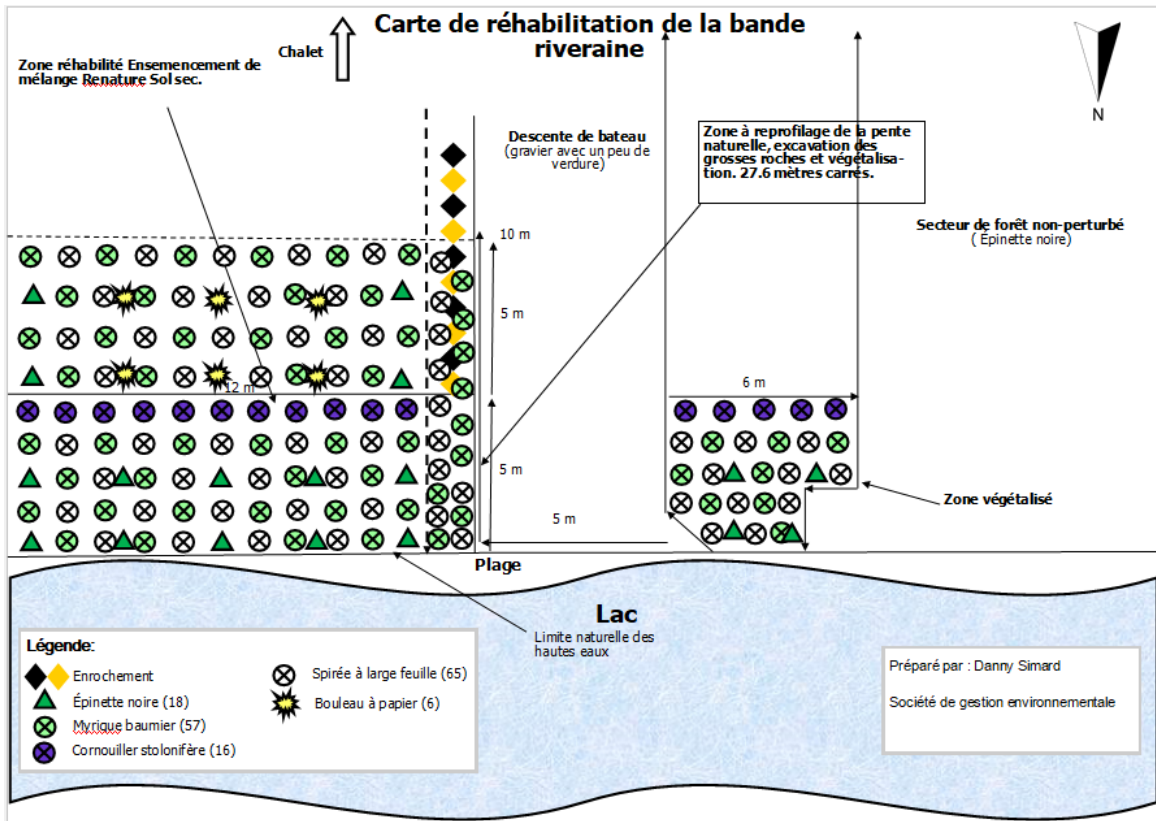 Carte de réhabilitation de la bande
riveraine
Chalet
Zone réhabilité Ensemencement de
mélange Renature Sol sec.
N
Descente de bateau
(gravier avec un peu de
verdure)
Zone à reprofilage de la pente
naturelle, excavation des
grosses roches et végétalisa-
tion. 27.6 mètres carrés.
Secteur de forêt non-perturbé
( Épinette noire)
10 m
5 m
12 m
6 m
5 m
Zone végétalisé
5 m
Plage
Lac
Limite naturelle des
hautes eaux
Légende:
Enrochement
Épinette noire (18)
Myrique baumier (57)
Cornouiller stolonifère (16)
Spirée à large feuille (65)
Bouleau à papier (6)
Préparé par : Danny Simard
Société de gestion environnementale